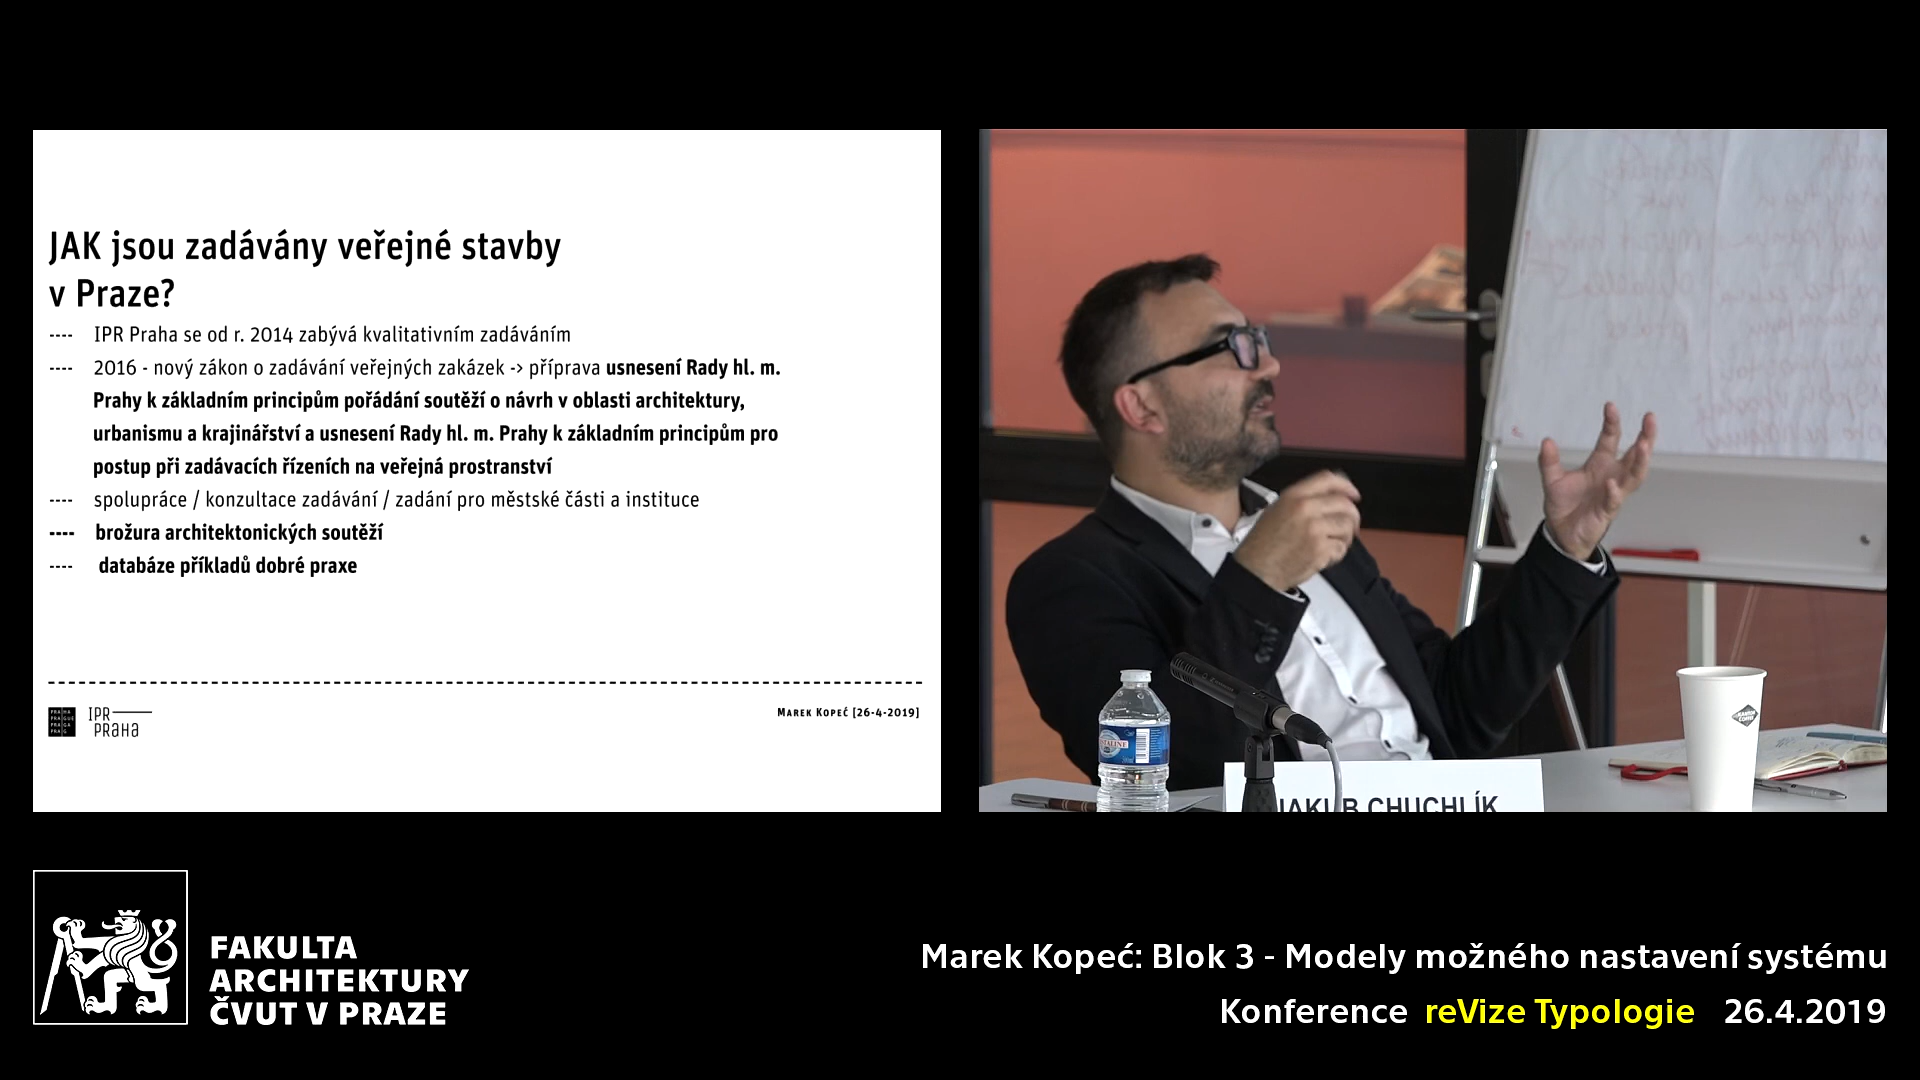 JAK jsou zadávány veřejné stavby
v Praze?
---- IPR Praha se od r. 2014 zabývá kvalitativním zadáváním
---- 2016 - nový zákon o zadávání veřejných zakázek -> příprava usnesení Rady hl. m.
Prahy k základním principům pořádání soutěží o návrh v oblasti architektury,
urbanismu a krajinářství a usnesení Rady hl. m. Prahy k základním principům pro
postup při zadávacích řízeních na veřejná prostranství
---- spolupráce / konzultace zadávání / zadání pro městské části a instituce
---- brožura architektonických soutěží
---- databáze příkladů dobré praxe
PRAHA
PRAGUE
PRAGA
PRAG
IPR
PRAHA
MAREK KOPEĆ [26-4-2019]
JAKUB CHUCHLÍK
FAKULTA
ARCHITEKTURY
ČVUT V PRAZE
Marek Kopeć: Blok 3 - Modely možného nastavení systému
Konference reVize Typologie 26.4.2019